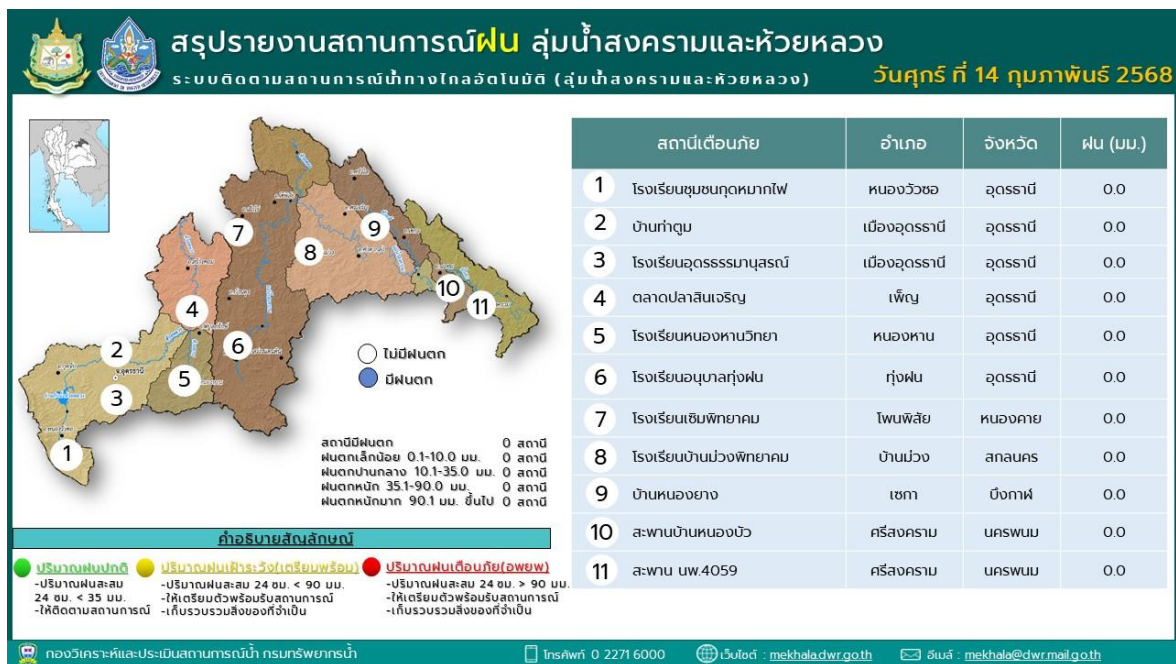 สรุปรายงานสถานการณ์ฝน ลุ่มน้ำสงครามและห้วยหลวง
ระบบติดตามสถานการณ์น้ำทางไกลอัตโนมัติ (ลุ่มน้ำสงครามและห้วยหลวง)
วันศุกร์ ที่ 14 กุมภาพันธ์ 2568
สถานีเตือนภัย อำเภอ จังหวัด ฝน (มม.)
1 โรงเรียนชุมชนกุดหมากไฟ หนองวัวซอ อุดรธานี 0.0
2 บ้านท่าตูม เมืองอุดรธานี อุดรธานี 0.0
3 โรงเรียนอุดรธรรมานุสรณ์ เมืองอุดรธานี อุดรธานี 0.0
4 ตลาดปลาสินเจริญ เพ็ญ อุดรธานี 0.0
5 โรงเรียนหนองหานวิทยา หนองหาน อุดรธานี 0.0
6 โรงเรียนอนุบาลทุ่งฝน ทุ่งฝน อุดรธานี 0.0
7 โรงเรียนเซิมพิทยาคม โพนพิสัย หนองคาย 0.0
8 โรงเรียนบ้านม่วงพิทยาคม บ้านม่วง สกลนคร 0.0
9 บ้านหนองยาง เซกา บึงกาฬ 0.0
10 สะพานบ้านหนองบัว ศรีสงคราม นครพนม 0.0
11 สะพาน นพ.4059 ศรีสงคราม นครพนม 0.0
1
2
3
4
5
6
7
8
9
10
11
จ.อุดรธานี
ไม่มีฝนตก
มีฝนตก
สถานีมีฝนตก 0 สถานี
ฝนตกเล็กน้อย 0.1-10.0 มม. 0 สถานี
ฝนตกปานกลาง 10.1-35.0 มม. 0 สถานี
ฝนตกหนัก 35.1-90.0 มม. 0 สถานี
ฝนตกหนักมาก 90.1 มม. ขึ้นไป 0 สถานี
คำอธิบายสัญลักษณ์
ปริมาณฝนปกติ
-ปริมาณฝนสะสม
24 ชม. < 35 มม.
-ให้ติดตามสถานการณ์
ปริมาณฝนเฝ้าระวัง(เตรียมพร้อม)
-ปริมาณฝนสะสม 24 ชม. < 90 มม.
-ให้เตรียมตัวพร้อมรับสถานการณ์
-เก็บรวบรวมสิ่งของที่จำเป็น
ปริมาณฝนเตือนภัย(อพยพ)
-ปริมาณฝนสะสม 24 ชม. > 90 มม.
-ให้เตรียมตัวพร้อมรับสถานการณ์
-เก็บรวบรวมสิ่งของที่จำเป็น
กองวิเคราะห์และประเมินสถานการณ์น้ำ กรมทรัพยากรน้ำ
โทรศัพท์ 0 2271 6000
เว็บไซต์ : mekhala.dwr.go.th
อีเมล์ : mekhala@dwr.mail.go.th